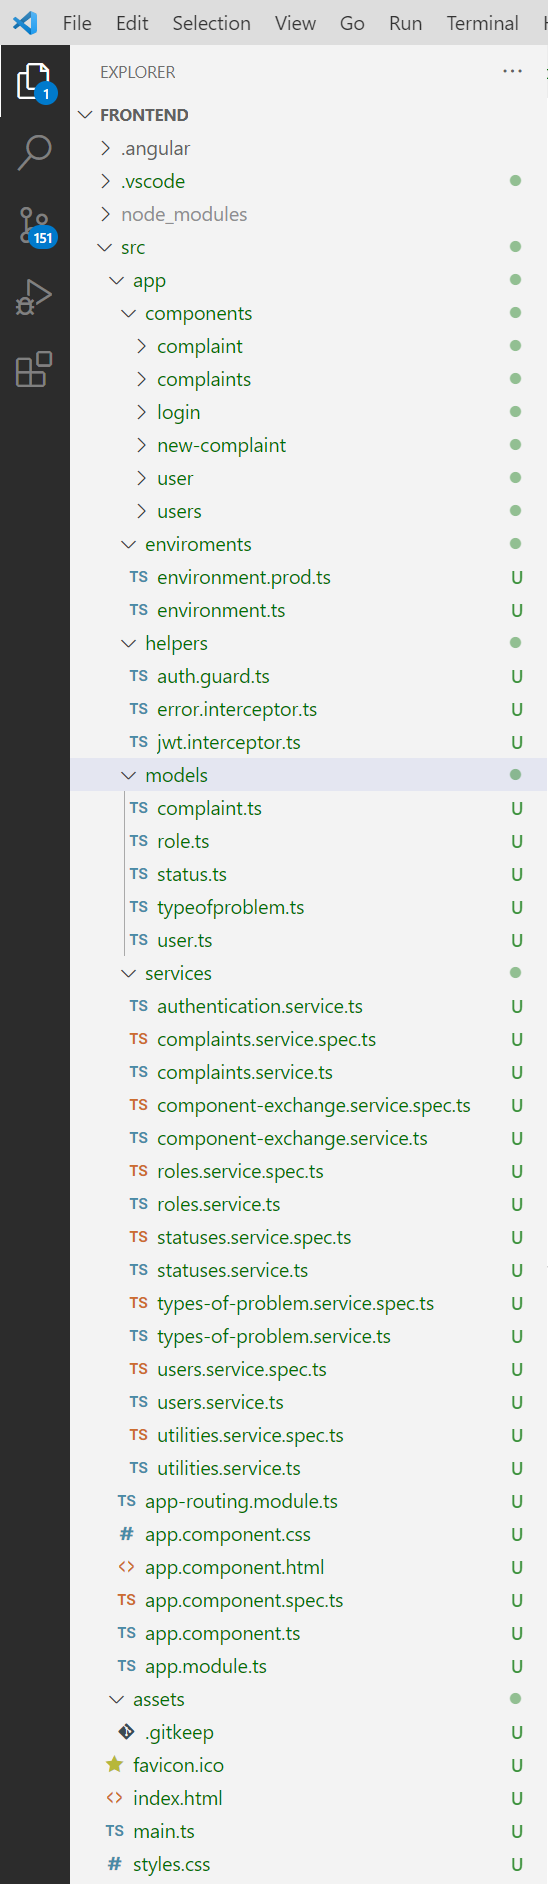 File Edit Selection View Go Run Terminal
EXPLORER ...
1
FRONTEND
.angular
.vscode
node_modules
151
src
app
components
complaint
complaints
login
new-complaint
user
users
enviroments
TS environment.prod.ts U
TS environment.ts U
helpers
TS auth.guard.ts U
TS error.interceptor.ts U
TS jwt.interceptor.ts U
models
TS complaint.ts U
TS role.ts U
TS status.ts U
TS typeofproblem.ts U
TS user.ts U
services
TS authentication.service.ts U
TS complaints.service.spec.ts U
TS complaints.service.ts U
TS component-exchange.service.spec.ts U
TS component-exchange.service.ts U
TS roles.service.spec.ts U
TS roles.service.ts U
TS statuses.service.spec.ts U
TS statuses.service.ts U
TS types-of-problem.service.spec.ts U
TS types-of-problem.service.ts U
TS users.service.spec.ts U
TS users.service.ts U
TS utilities.service.spec.ts U
TS utilities.service.ts U
TS app-routing.module.ts U
# app.component.css U
<> app.component.html U
TS app.component.spec.ts U
TS app.component.ts U
TS app.module.ts U
assets
.gitkeep U
favicon.ico U
<> index.html U
TS main.ts U
# styles.css U